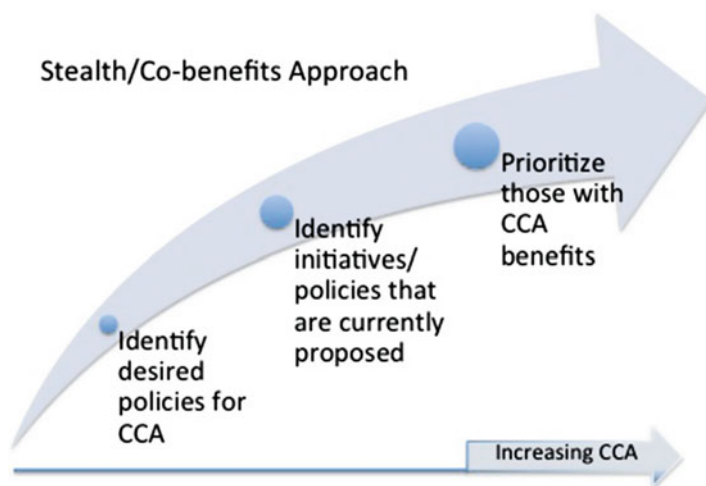 Stealth/Co-benefits Approach
Identify
desired
policies for
CCA
Identify
initiatives/
policies that
are currently
proposed
Prioritize
those with
CCA
benefits
Increasing CCA